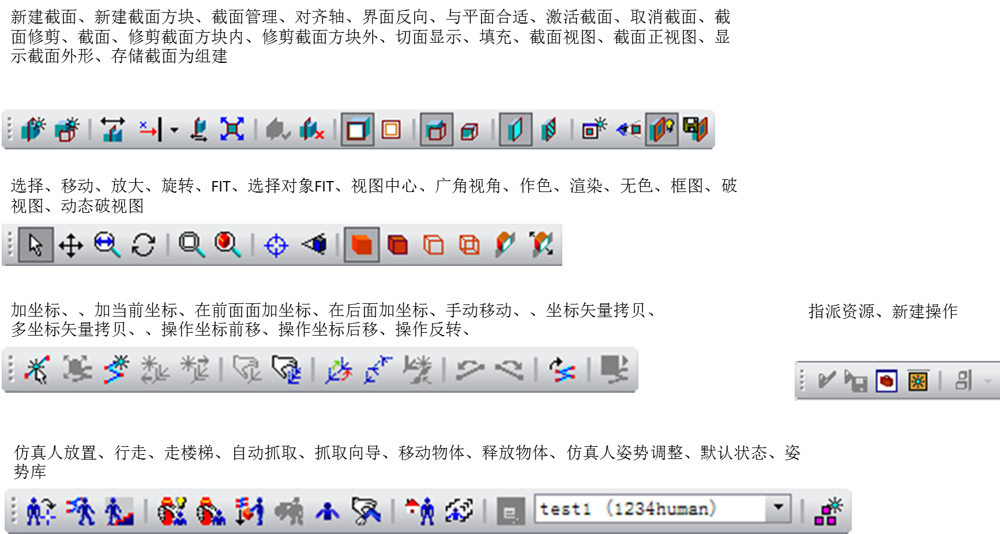 新建截面、新建截面方块、截面管理、对齐轴、界面反向、与平面合适、激活截面、取消截面、截
面修剪、截面、修剪截面方块内、修剪截面方块外、切面显示、填充、截面视图、截面正视图、显
示截面外形、存储截面为组建
选择、移动、放大、旋转、FIT、选择对象FIT、视图中心、广角视角、作色、渲染、无色、框图、破
视图、动态破视图
加坐标、、加当前坐标、在前面面加坐标、在后面加坐标、手动移动、、坐标矢量拷贝、
多坐标矢量拷贝、、操作坐标前移、操作坐标后移、操作反转、
指派资源、新建操作
仿真人放置、行走、走楼梯、自动抓取、抓取向导、移动物体、释放物体、仿真人姿势调整、默认状态、姿
势库
test1 (1234human)